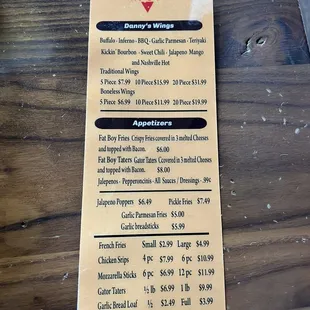 Danny's Wings
Buffalo - Inferno - BBQ - Garlic Parmesan - Teriyaki
Kickin' Bourbon - Sweet Chili - Jalapeno Mango
and Nashville Hot
Traditional Wings
5 Piece. $7.99 10 Piece $15.99 20 Piece $31.99
Boneless Wings
5 Piece. $6.99 10 Piece $11.99 20 Piece $19.99
Appetizers
Fat Boy Fries Crispy Fries covered in 3 melted Cheeses
and topped with Bacon. $6.00
Fat Boy Taters Gator Taters Covered in 3 melted Cheeses
and topped with Bacon. $8.00
Jalepenos - Pepperoncinis - All Sauces / Dressings - .99¢
Jalapeno Poppers $6.49 Pickle Fries $7.49
Garlic Parmesan Fries $5.00
Garlic breadsticks $5.99
French Fries Small $2.99 Large $4.99
Chicken Srips 4 pc $7.99 6 pc $10.99
Mozzarella Sticks 6 pc $6.99 12 pc $11.99
Gator Taters ½ lb $6.99 1 lb $9.99
Garlic Bread Loaf ½ $2.49 Full $3.99